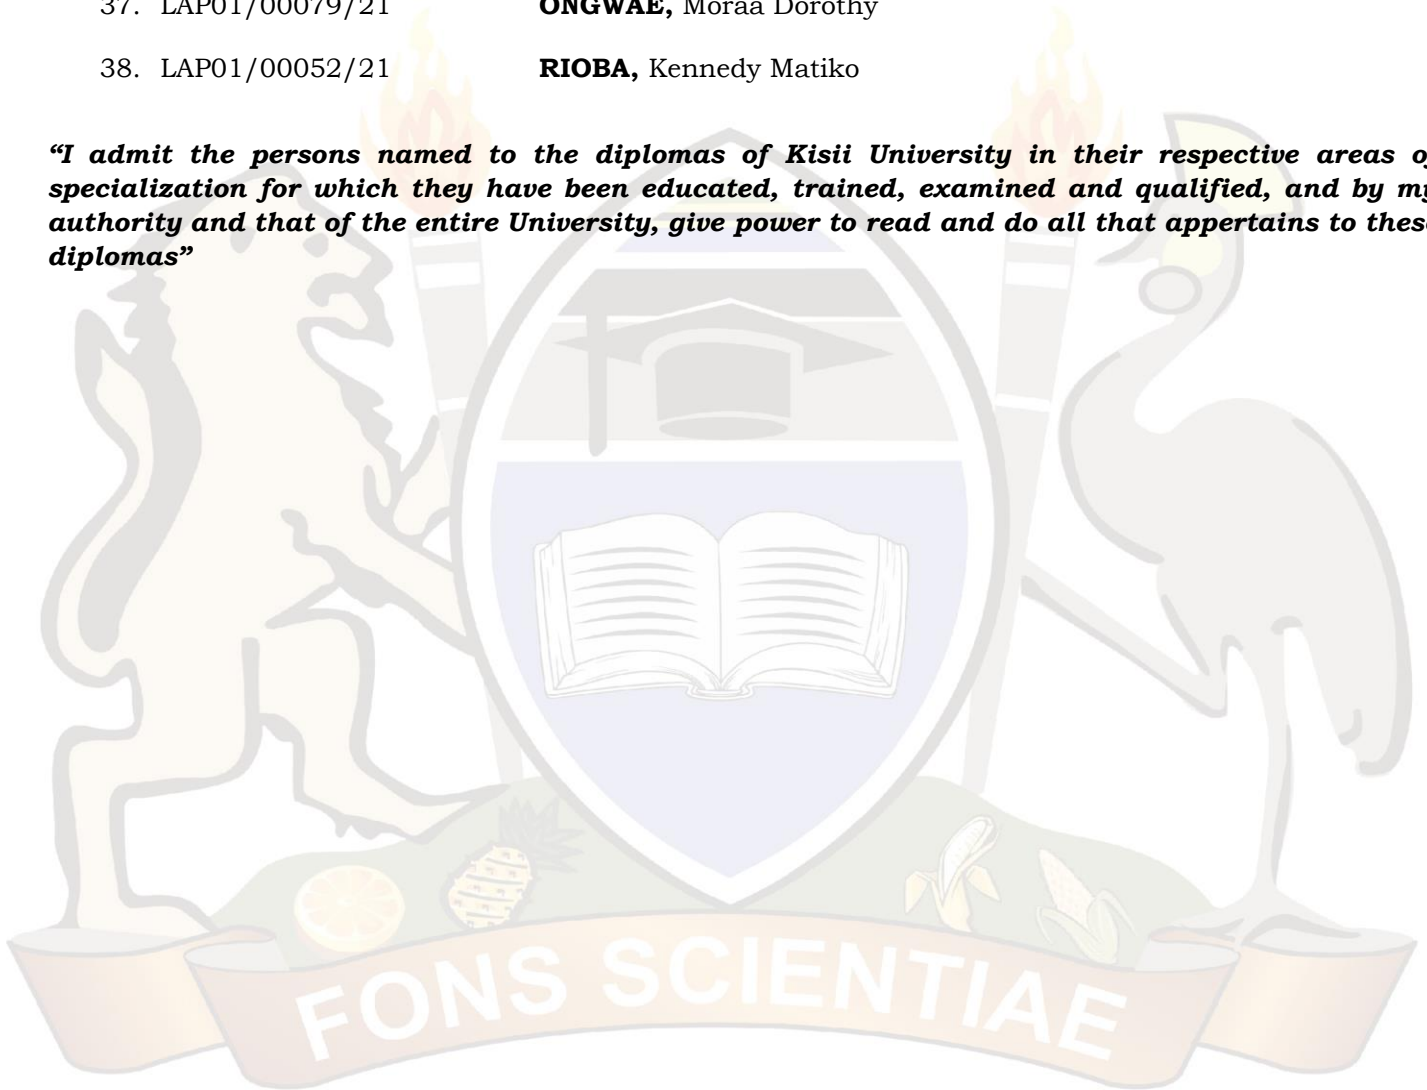 37. LAP01/00079/21 ONGWAE, Moraa Dorothy
38. LAP01/00052/21 RIOBA, Kennedy Matiko
“I admit the persons named to the diplomas of Kisii University in their respective areas of
specialization for which they have been educated, trained, examined and qualified, and by my
authority and that of the entire University, give power to read and do all that appertains to these
diplomas”
FONS SCIENTIAE